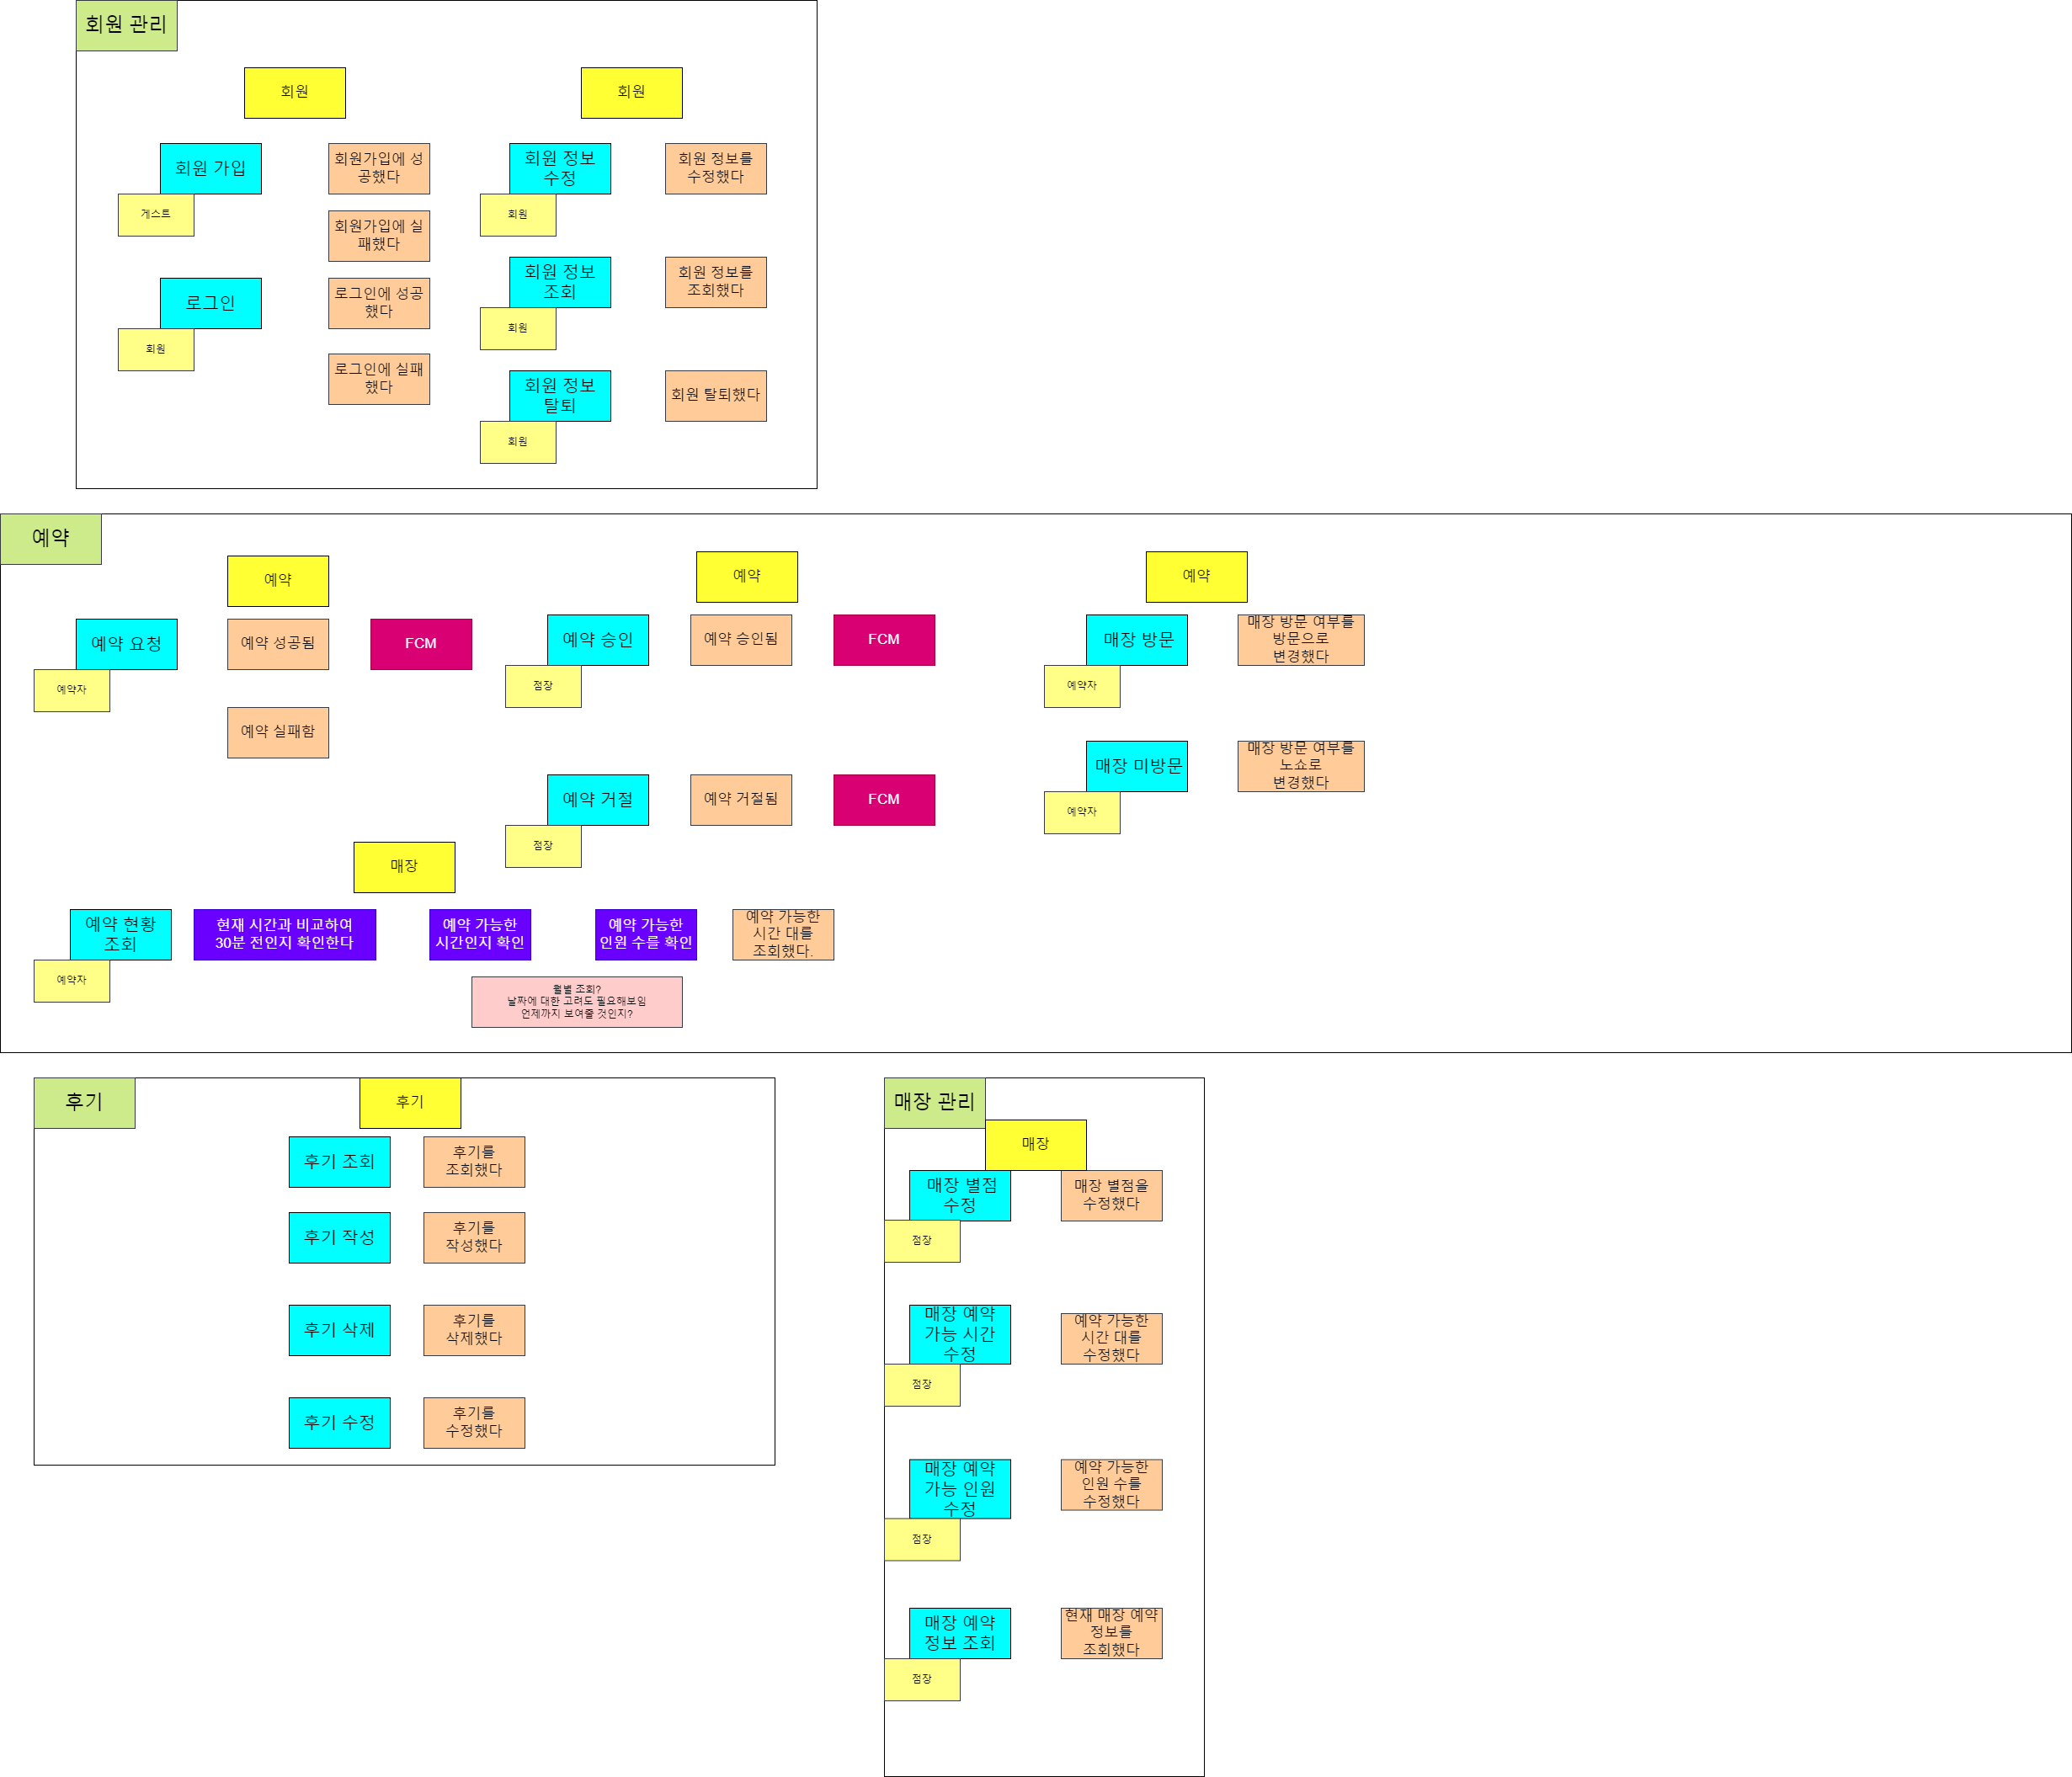 회원 관리
회원
회원
회원 가입
회원가입에 성
공했다
회원 정보
수정
회원 정보를
수정했다
게스트
회원
회원가입에 실
패했다
회원 정보
조회
회원 정보를
조회했다
로그인
로그인에 성공
했다
회원
회원
로그인에 실패
했다
회원 정보
탈퇴
회원 탈퇴했다
회원
예약
예약
예약
예약
예약 요청
예약 성공됨
FCM
예약 승인
예약 승인됨
FCM
매장 방문
매장 방문 여부를
방문으로
변경했다
예약자
점장
예약자
예약 실패함
예약 거절
예약 거절됨
FCM
매장 미방문
매장 방문 여부를
노쇼로
변경했다
점장
예약자
매장
예약 현황
조회
현재 시간과 비교하여
30분 전인지 확인한다
예약 가능한
시간인지 확인
예약 가능한
인원 수를 확인
예약 가능한
시간 대를
조회했다.
예약자
월별 조회?
날짜에 대한 고려도 필요해보임
언제까지 보여줄 것인지?
후기
후기
후기 조회
후기를
조회했다
후기 작성
후기를
작성했다
후기 삭제
후기를
삭제했다
후기 수정
후기를
수정했다
매장 관리
매장
매장 별점
수정
매장 별점을
수정했다
점장
매장 예약
가능 시간
수정
예약 가능한
시간 대를
수정했다
점장
매장 예약
가능 인원
수정
예약 가능한
인원 수를
수정했다
점장
매장 예약
정보 조회
현재 매장 예약
정보를
조회했다
점장